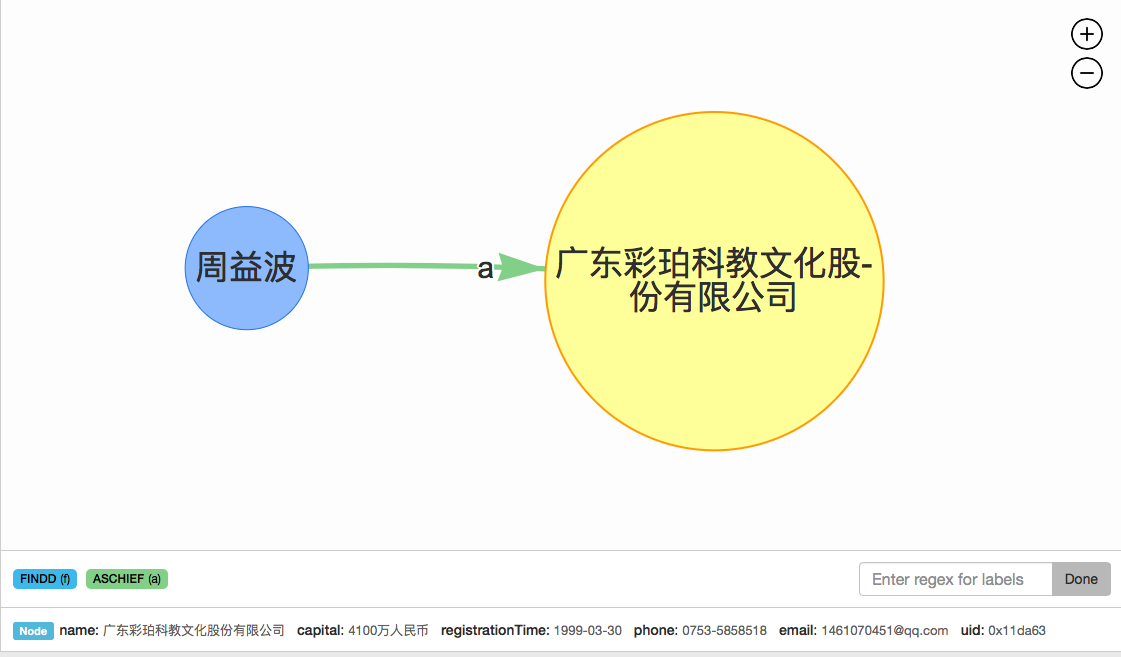 周益波
a
广东彩珀科教文化股-
份有限公司
FINDD (f) ASCHIEF (a)
Enter regex for labels Done
Node name: 广东彩珀科教文化股份有限公司 capital: 4100万人民币 registrationTime: 1999-03-30 phone: 0753-5858518 email: 1461070451@qq.com uid: 0x11da63